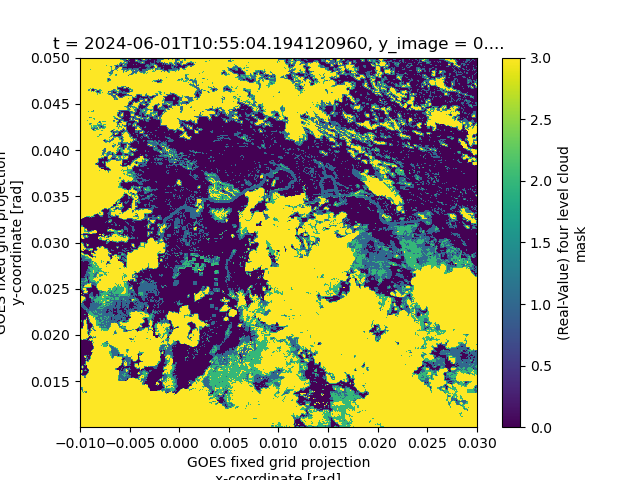 t = 2024-06-01T10:55:04.194120960, y_image = 0....
0.050
0.045
0.040
0.035
0.030
0.025
0.020
0.015
GOES fixed grid projection
y-coordinate [rad]
−0.010 −0.005 0.000 0.005 0.010 0.015 0.020 0.025 0.030
GOES fixed grid projection
x-coordinate [rad]
3.0
2.5
2.0
1.5
1.0
0.5
0.0
(Real-Value) four level cloud
mask